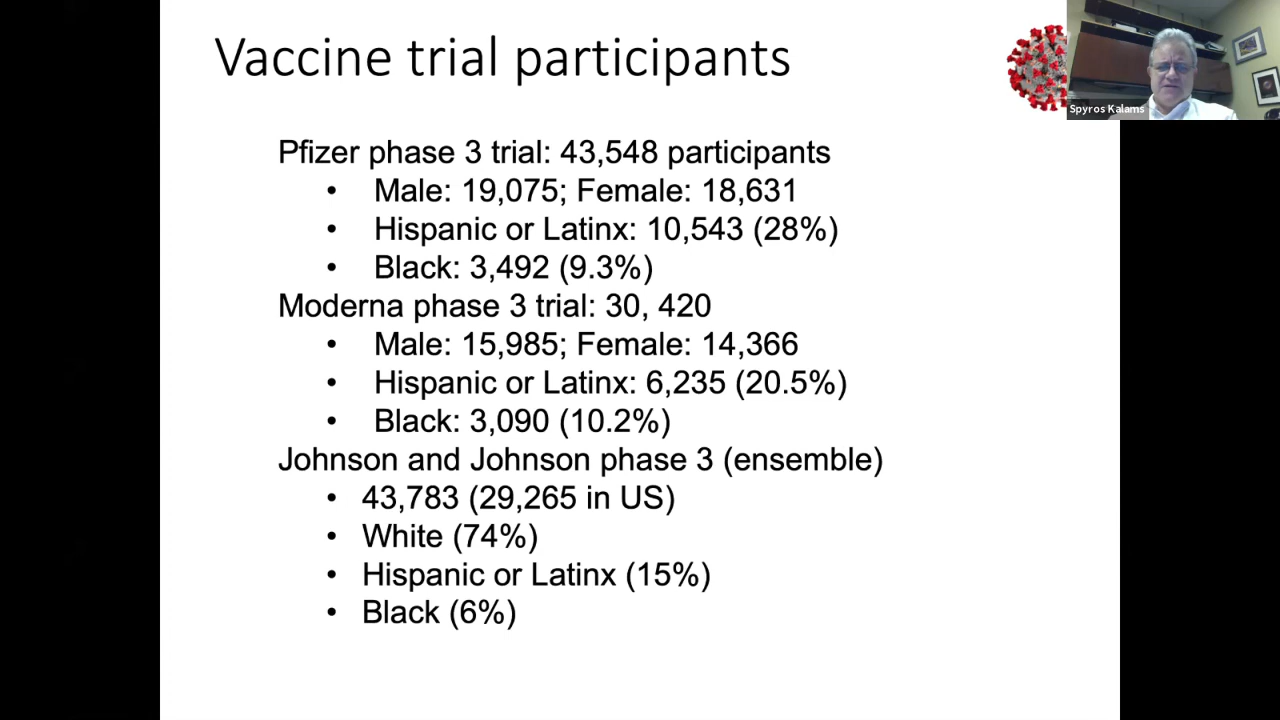 Vaccine trial participants
Spyros Kalams
Pfizer phase 3 trial: 43,548 participants
• Male: 19,075; Female: 18,631
• Hispanic or Latinx: 10,543 (28%)
• Black: 3,492 (9.3%)
Moderna phase 3 trial: 30, 420
• Male: 15,985; Female: 14,366
• Hispanic or Latinx: 6,235 (20.5%)
• Black: 3,090 (10.2%)
Johnson and Johnson phase 3 (ensemble)
• 43,783 (29,265 in US)
• White (74%)
• Hispanic or Latinx (15%)
• Black (6%)